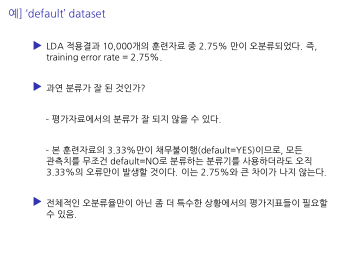 예] 'default' dataset
LDA 적용결과 10,000개의 훈련자료 중 2.75% 만이 오분류되었다. 즉,
training error rate = 2.75%.
과연 분류가 잘 된 것인가?
- 평가자료에서의 분류가 잘 되지 않을 수 있다.
- 본 훈련자료의 3.33%만이 채무불이행(default=YES)이므로, 모든
관측치를 무조건 default=NO로 분류하는 분류기를 사용하더라도 오직
3.33%의 오류만이 발생할 것이다. 이는 2.75%와 큰 차이가 나지 않는다.
전체적인 오분류율만이 아닌 좀 더 특수한 상황에서의 평가지표들이 필요할
수 있음.